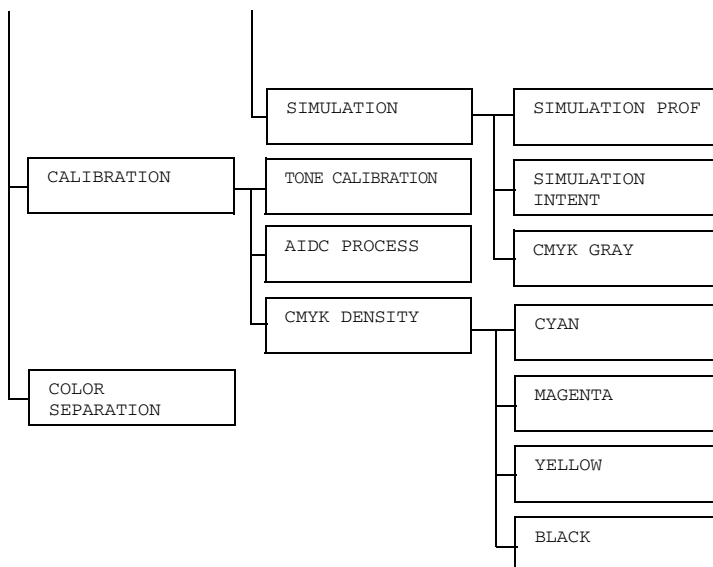 SIMULATION
SIMULATION PROF
CALIBRATION
TONE CALIBRATION
SIMULATION
INTENT
AIDC PROCESS
CMYK GRAY
CMYK DENSITY
CYAN
COLOR
SEPARATION
MAGENTA
YELLOW
BLACK